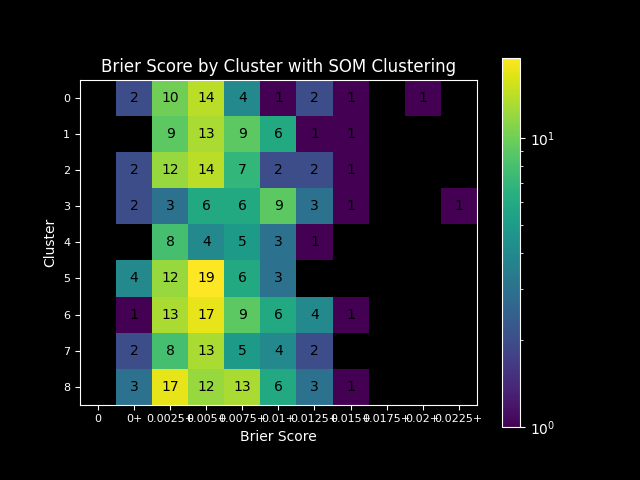 Brier Score by Cluster with SOM Clustering
0 2 10 14 4 1 2 1 1
1 9 13 9 6 1 1
2 2 12 14 7 2 2 1
3 2 3 6 6 9 3 1 1
4 8 4 5 3 1
5 4 12 19 6 3
6 1 13 17 9 6 4 1
7 2 8 13 5 4 2
8 3 17 12 13 6 3 1
0 0+ 0.0025+ 0.005+ 0.0075+ 0.01+ 0.0125+ 0.015+ 0.0175+ 0.02+ 0.0225+
Brier Score
Cluster
10¹
10⁰